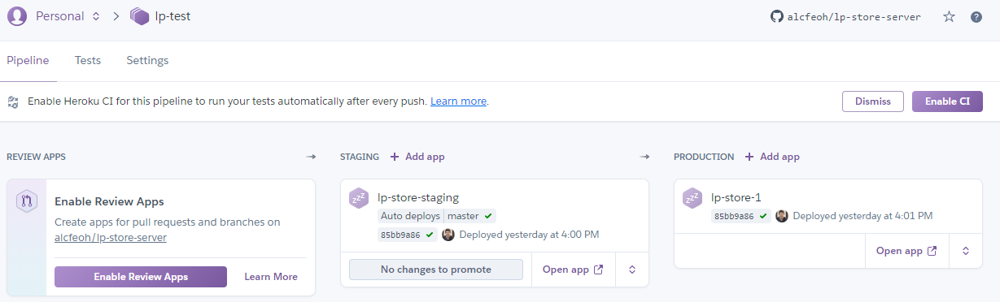 Personal lp-test alcfeoh/lp-store-server ?
Pipeline Tests Settings
Enable Heroku CI for this pipeline to run your tests automatically after every push. Learn more.
Dismiss Enable CI
REVIEW APPS
Enable Review Apps
Create apps for pull requests and branches on
alcfeoh/lp-store-server
Enable Review Apps Learn More
STAGING + Add app
zzz
lp-store-staging
Auto deploys master
85bb9a86 Deployed yesterday at 4:00 PM
No changes to promote Open app
PRODUCTION + Add app
zzz
lp-store-1
85bb9a86 Deployed yesterday at 4:01 PM
Open app